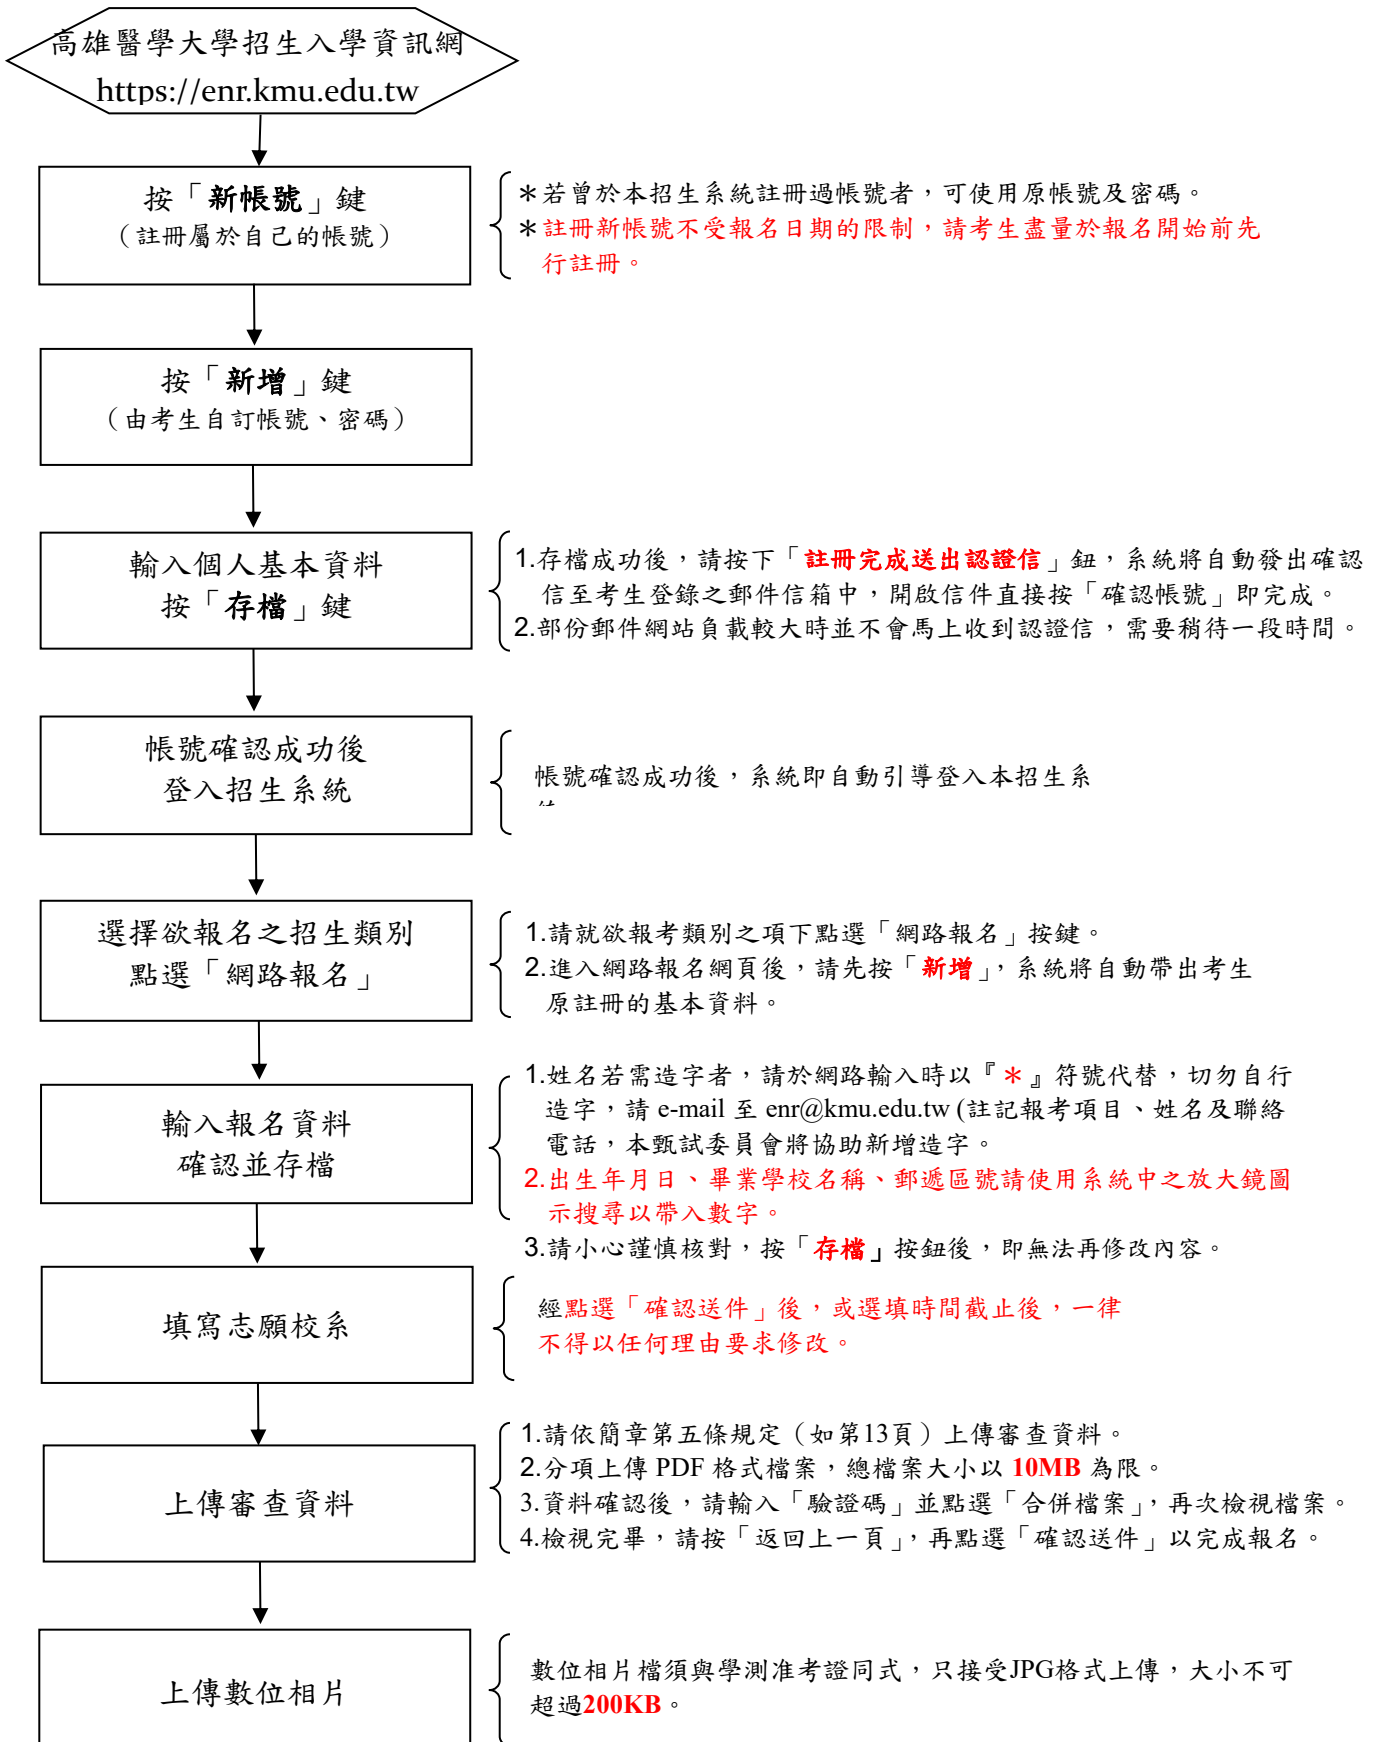 高雄醫學大學招生入學資訊網
https://enr.kmu.edu.tw
按「新帳號」鍵
（註冊屬於自己的帳號）
＊若曾於本招生系統註冊過帳號者，可使用原帳號及密碼。
＊註冊新帳號不受報名日期的限制，請考生盡量於報名開始前先
行註冊。
按「新增」鍵
（由考生自訂帳號、密碼）
輸入個人基本資料
按「存檔」鍵
1.存檔成功後，請按下「註冊完成送出認證信」鈕，系統將自動發出確認
信至考生登錄之郵件信箱中，開啟信件直接按「確認帳號」即完成。
2.部份郵件網站負載較大時並不會馬上收到認證信，需要稍待一段時間。
帳號確認成功後
登入招生系統
帳號確認成功後，系統即自動引導登入本招生系
選擇欲報名之招生類別
點選「網路報名」
1.請就欲報考類別之項下點選「網路報名」按鍵。
2.進入網路報名網頁後，請先按「新增」，系統將自動帶出考生
原註冊的基本資料。
輸入報名資料
確認並存檔
1.姓名若需造字者，請於網路輸入時以『＊』符號代替，切勿自行
造字，請 e-mail 至 enr@kmu.edu.tw (註記報考項目、姓名及聯絡
電話，本甄試委員會將協助新增造字。
2.出生年月日、畢業學校名稱、郵遞區號請使用系統中之放大鏡圖
示搜尋以帶入數字。
3.請小心謹慎核對，按「存檔」按鈕後，即無法再修改內容。
填寫志願校系
經點選「確認送件」後，或選填時間截止後，一律
不得以任何理由要求修改。
上傳審查資料
1.請依簡章第五條規定（如第13頁）上傳審查資料。
2.分項上傳 PDF 格式檔案，總檔案大小以 10MB 為限。
3.資料確認後，請輸入「驗證碼」並點選「合併檔案」，再次檢視檔案。
4.檢視完畢，請按「返回上一頁」，再點選「確認送件」以完成報名。
上傳數位相片
數位相片檔須與學測准考證同式，只接受JPG格式上傳，大小不可
超過200KB。